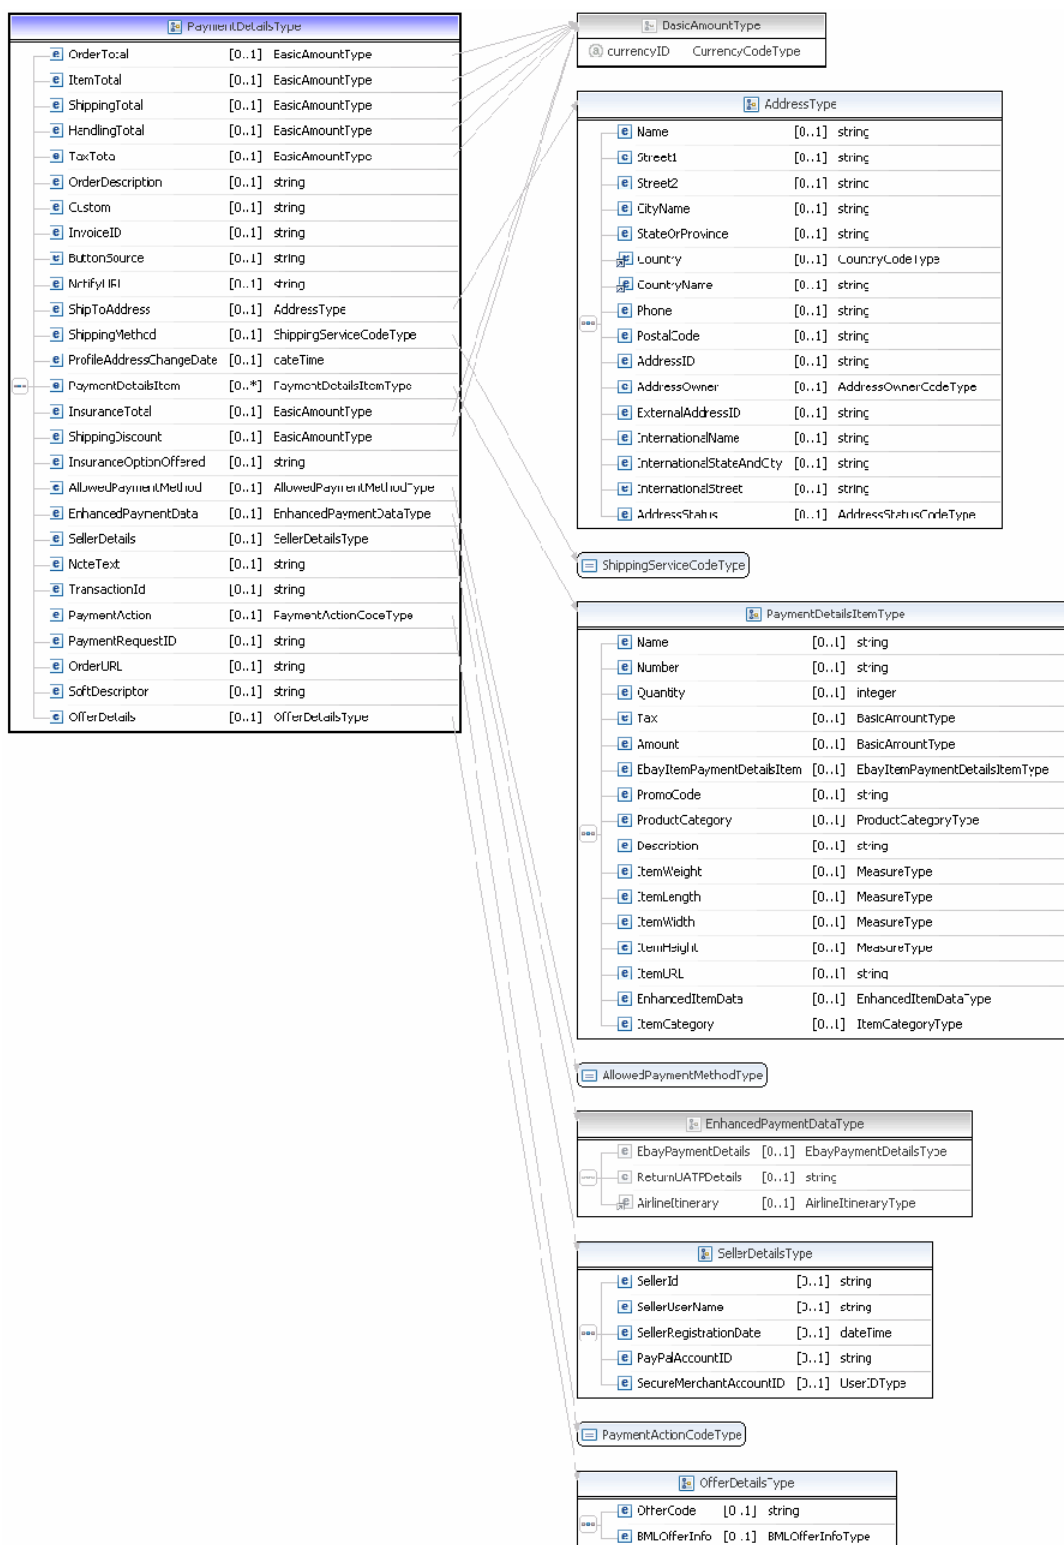 PaymentDetailsType
OrderTotal [0..1] EasicAmountType
ItemTotal [0..1] EasicAmountType
ShippingTotal [0..1] EasicAmountType
HandlingTotal [0..1] EasicAmountType
TaxTota [0..1] EasicAmountType
OrderDescription [0..1] string
Custom [0..1] string
InvoiceID [0..1] string
ButtonSource [0..1] string
NotifyURL [0..1] string
ShipToAddress [0..1] AddressType
ShippingMethod [0..1] ShippingServiceCodeType
ProfileAddressChangeDate [0..1] cateTime
PaymentDetailsItem [0..*] FaymentDetailsItemType
InsuranceTotal [0..1] EasicAmountType
ShippingDiscount [0..1] EasicAmountType
InsuranceOptionOffered [0..1] string
AllowedPaymentMethod [0..1] AllowedPaymentMethodType
EnhancedPaymentData [0..1] EnhancedPaymentDataType
SellerDetails [0..1] SellerDetailsType
NoteText [0..1] string
TransactionId [0..1] string
PaymentAction [0..1] FaymentActionCoceType
PaymentRequestID [0..1] string
OrderURL [0..1] string
SoftDescriptor [0..1] string
OfferDetails [0..1] OfferDetailsType
BasicAmountType
currencyID CurrencyCodeType
AddressType
Name [0..1] string
Street1 [0..1] string
Street2 [0..1] string
CityName [0..1] string
StateOrProvince [0..1] string
Country [0..1] CountryCodeType
CountryName [0..1] string
Phone [0..1] string
PostalCode [0..1] string
AddressID [0..1] string
AddressOwner [0..1] AddressOwnerCodeType
ExternalAddressID [0..1] string
InternationalName [0..1] string
InternationalStateAndCity [0..1] string
InternationalStreet [0..1] string
AddressStatus [0..1] AddressStatusCodeType
ShippingServiceCodeType
PaymentDetailsItemType
Name [0..1] string
Number [0..1] string
Quantity [0..1] integer
Tax [0..1] BasicAmountType
Amount [0..1] BasicAmountType
EbayItemPaymentDetailsItem [0..1] EbayItemPaymentDetailsItemType
PromoCode [0..1] string
ProductCategory [0..1] ProductCategoryType
Description [0..1] string
ItemWeight [0..1] MeasureType
ItemLength [0..1] MeasureType
ItemWidth [0..1] MeasureType
ItemHeight [0..1] MeasureType
ItemURL [0..1] string
EnhancedItemData [0..1] EnhancedItemDataType
ItemCategory [0..1] ItemCategoryType
AllowedPaymentMethodType
EnhancedPaymentDataType
EbayPaymentDetails [0..1] EbayPaymentDetailsType
ReturnUATPDetails [0..1] string
AirlineItinerary [0..1] AirlineItineraryType
SellerDetailsType
SellerId [0..1] string
SellerUserName [0..1] string
SellerRegistrationDate [0..1] dateTime
PayPalAccountID [0..1] string
SecureMerchantAccountID [0..1] UserIDType
PaymentActionCodeType
OfferDetailsType
OfferCode [0..1] string
BMLOfferInfo [0..1] BMLOfferInfoType